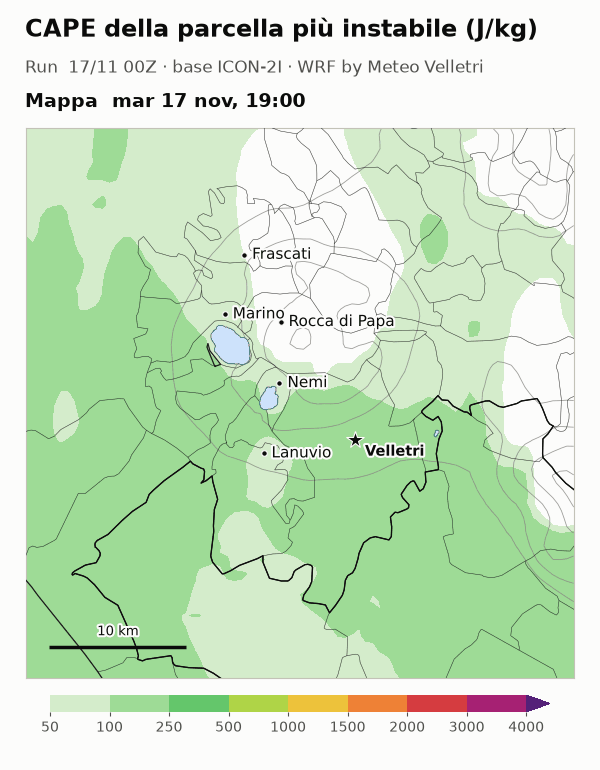 CAPE della parcella più instabile (J/kg)
Run  17/11 00Z · base ICON-2I · WRF by Meteo Velletri
Mappa  mar 17 nov, 19:00
Frascati
Marino
Rocca di Papa
Nemi
Velletri
Lanuvio
10 km
50 100 250 500 1000 1500 2000 3000 4000